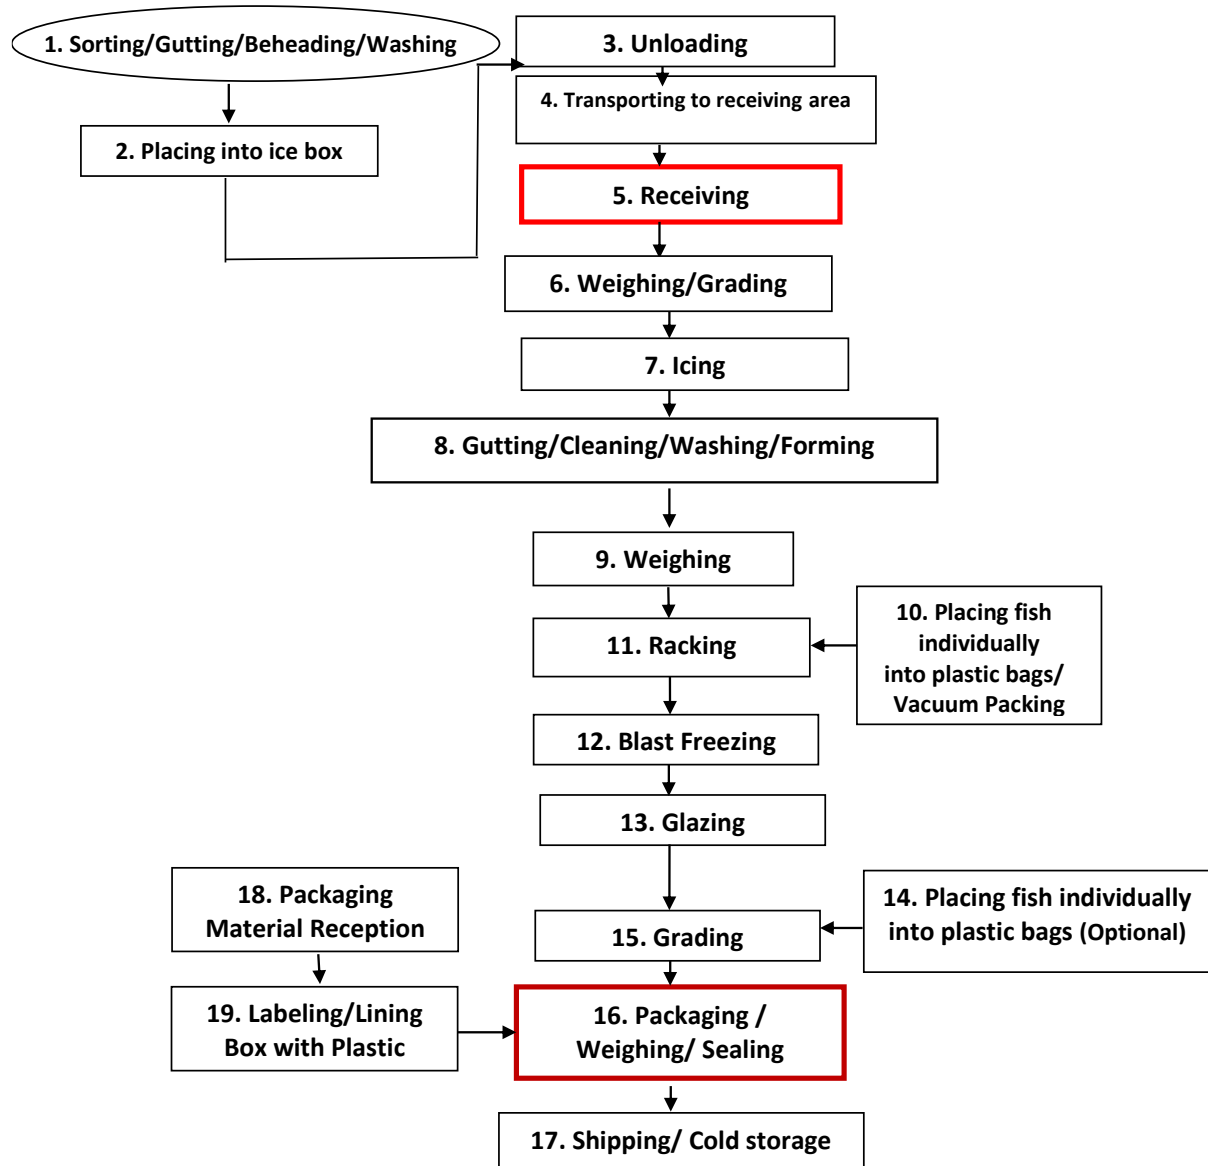 1. Sorting/Gutting/Beheading/Washing
2. Placing into ice box
3. Unloading
4. Transporting to receiving area
5. Receiving
6. Weighing/Grading
7. Icing
8. Gutting/Cleaning/Washing/Forming
9. Weighing
10. Placing fish
individually
into plastic bags/
Vacuum Packing
11. Racking
12. Blast Freezing
13. Glazing
14. Placing fish individually
into plastic bags (Optional)
15. Grading
18. Packaging
Material Reception
19. Labeling/Lining
Box with Plastic
16. Packaging /
Weighing/ Sealing
17. Shipping/ Cold storage